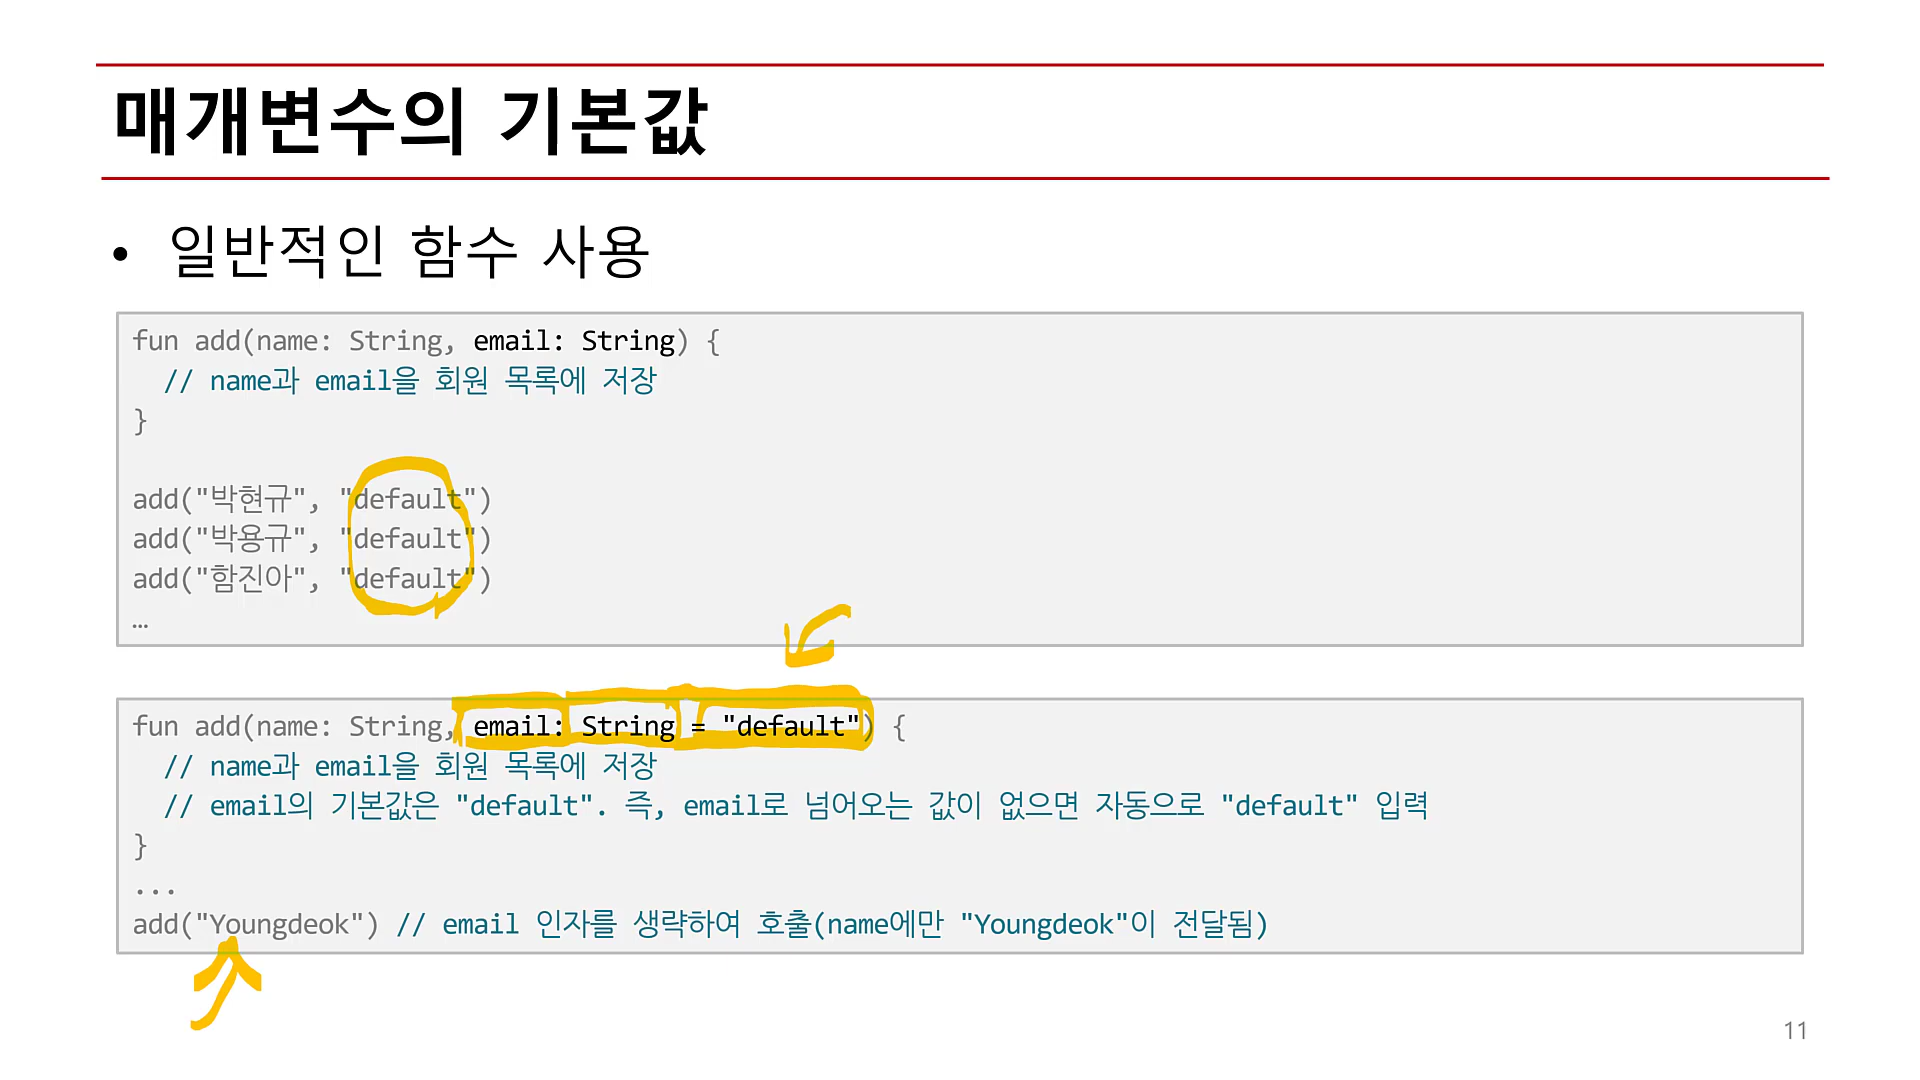 매개변수의 기본값
• 일반적인 함수 사용
fun add(name: String, email: String) {
// name과 email을 회원 목록에 저장
}
add("박현규", "default")
add("박용규", "default")
add("함진아", "default")
…
fun add(name: String, email: String = "default") {
// name과 email을 회원 목록에 저장
// email의 기본값은 "default". 즉, email로 넘어오는 값이 없으면 자동으로 "default" 입력
}
...
add("Youngdeok") // email 인자를 생략하여 호출(name에만 "Youngdeok"이 전달됨)
11